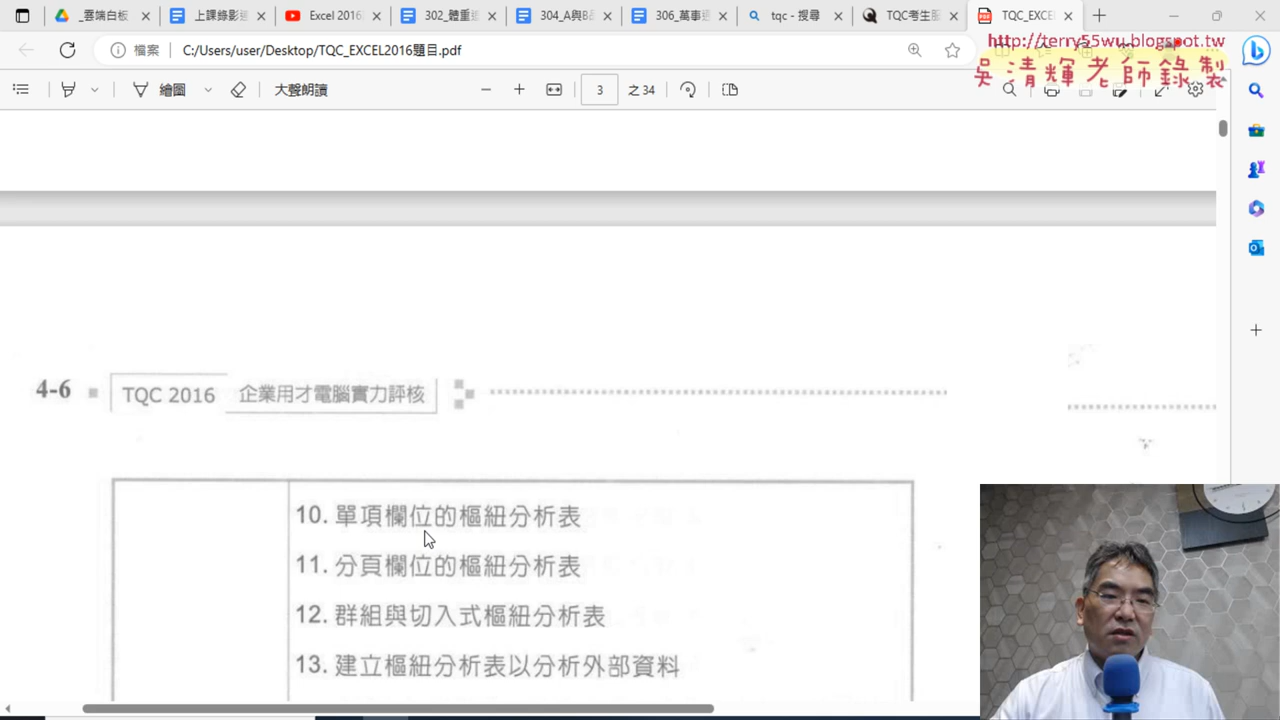 _雲端白板
上課錄影連
Excel 2016
302_體重連
304_A與B品
306_萬事連
tqc - 搜尋
TQC考生服
TQC_EXCEL
檔案
C:/Users/user/Desktop/TQC_EXCEL2016題目.pdf
http://terry55wu.blogspot.tw
吳清輝老師錄製
繪圖
大聲朗讀
3
之 34
4-6
TQC 2016
企業用才電腦實力評核
10. 單項欄位的樞紐分析表
11. 分頁欄位的樞紐分析表
12. 群組與切入式樞紐分析表
13. 建立樞紐分析表以分析外部資料